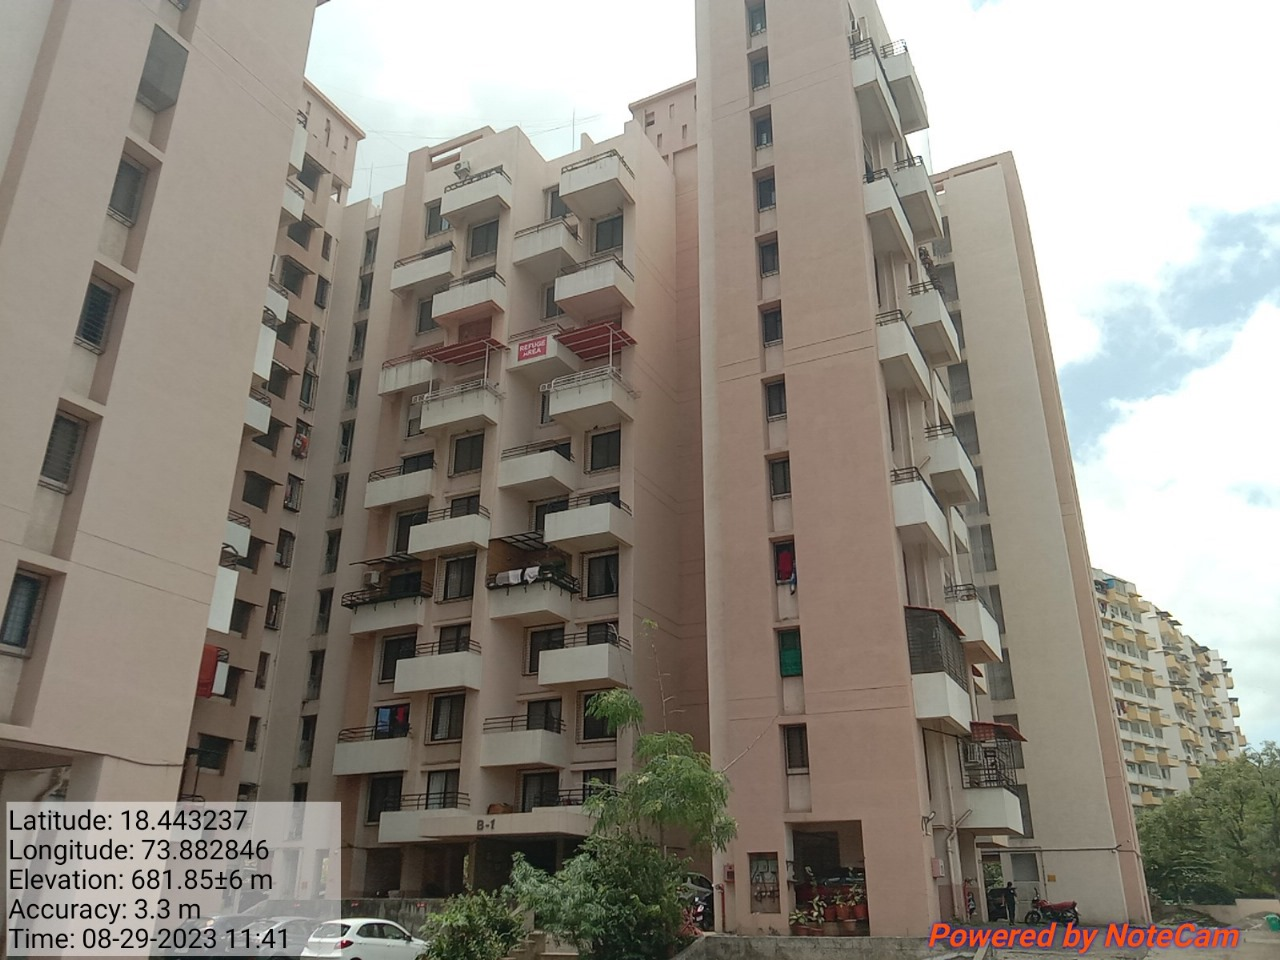 REFUGE
AREA
B-1
Latitude: 18.443237
Longitude: 73.882846
Elevation: 681.85±6 m
Accuracy: 3.3 m
Time: 08-29-2023 11:41
Powered by NoteCam